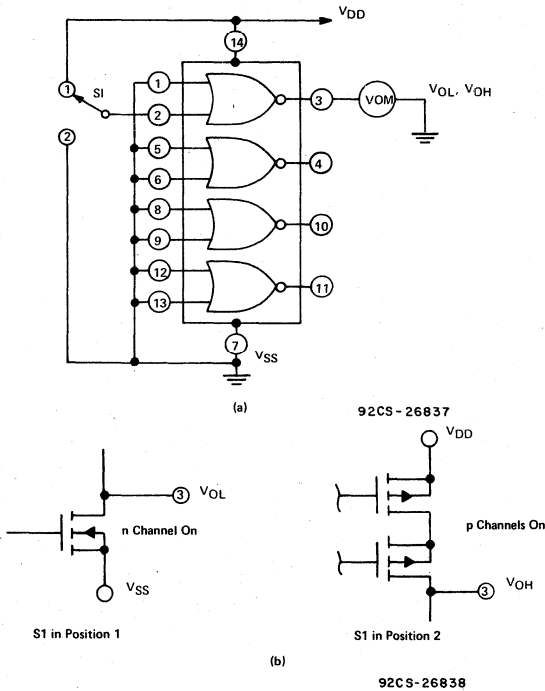 VDD
14
1
SI
1
2
3
VOM
VOL, VOH
2
5
6
4
8
9
10
12
13
11
7
VSS
(a)
92CS-26837
VDD
3
VOL
n Channel On
p Channels On
VSS
3
VOH
S1 in Position 1
S1 in Position 2
(b)
92CS-26838